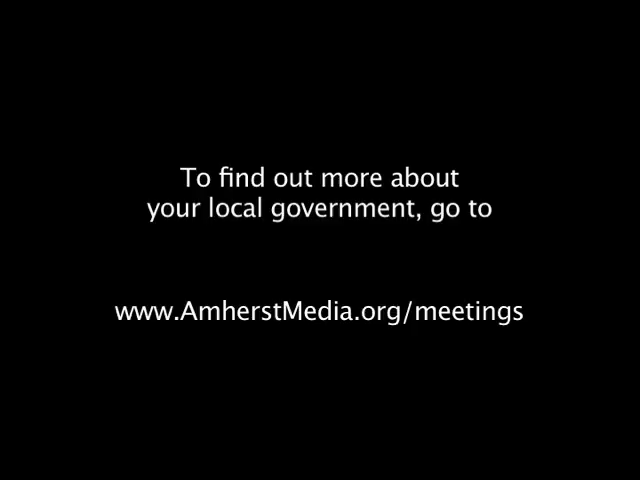 To find out more about
your local government, go to
www.AmherstMedia.org/meetings